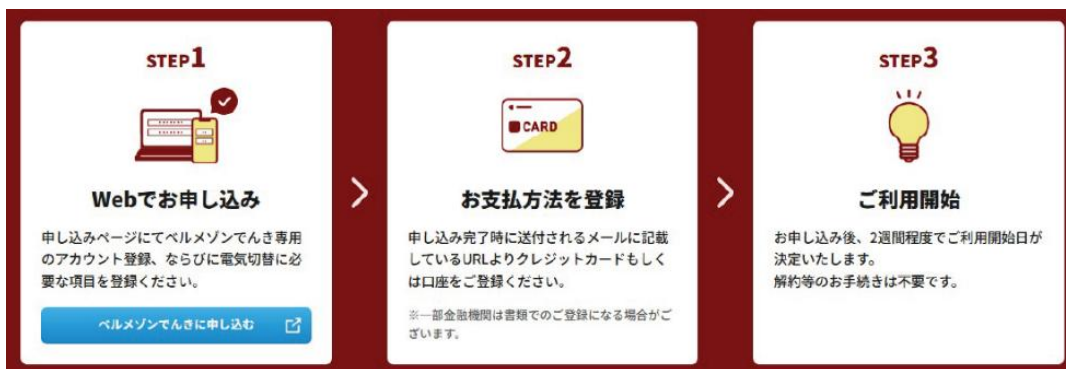 STEP1
Webでお申し込み
申し込みページにてベルメゾンでんき専用
のアカウント登録、ならびに電気切替に必
要な項目を登録ください。
ベルメゾンでんきに申し込む
STEP2
CARD
お支払方法を登録
申し込み完了時に送付されるメールに記載
しているURLよりクレジットカードもしく
は口座をご登録ください。
※一部金融機関は書類でのご登録になる場合がご
ざいます。
STEP3
ご利用開始
お申し込み後、2週間程度でご利用開始日が
決定いたします。
解約等のお手続きは不要です。